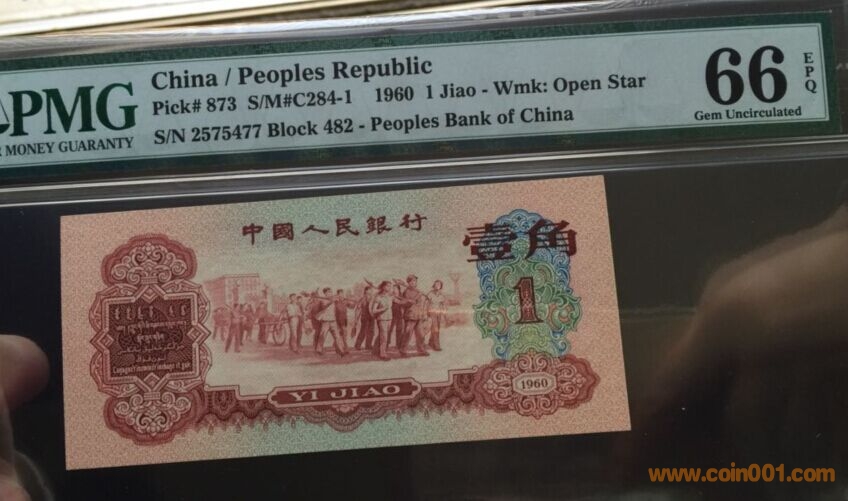 PMG
MONEY GUARANTY
China / Peoples Republic
Pick# 873 S/M#C284-1 1960 1 Jiao - Wmk: Open Star
S/N 2575477 Block 482 - Peoples Bank of China
66
EPQ
Gem Uncirculated
中國人民銀行
壹角
1
YI JIAO
1960
www.coin001.com